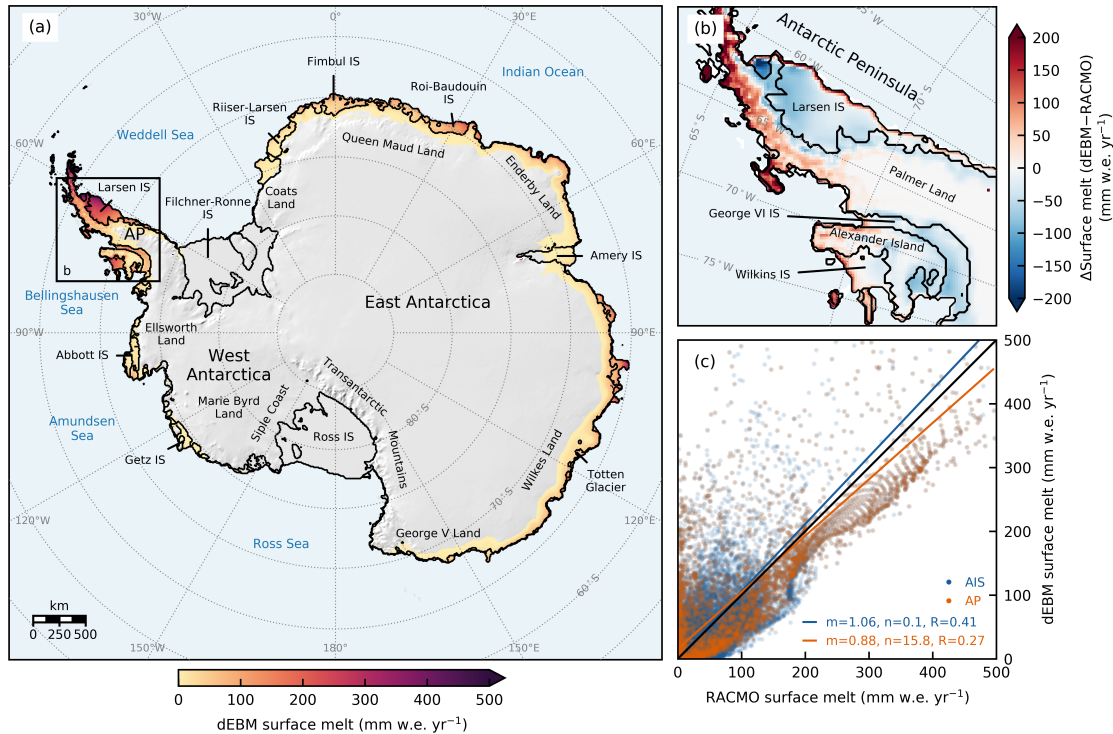 (a)
0°
30°E
60°E
90°E
120°E
150°E
180°
150°W
120°W
90°W
60°W
30°W
80°S
70°S
60°S
Fimbul IS
Roi-Baudouin
IS
Indian Ocean
Riiser-Larsen
IS
Weddell Sea
Queen Maud Land
Enderby Land
Larsen IS
Coats
Land
Filchner-Ronne
IS
AP
b
Amery IS
East Antarctica
Bellingshausen
Sea
Ellsworth
Land
Abbott IS
West
Antarctica
Transantarctic
Mountains
Marie Byrd
Land
Siple Coast
Amundsen
Sea
Ross IS
Getz IS
Wilkes Land
Totten
Glacier
George V Land
Ross Sea
km
0 250 500
0 100 200 300 400 500
dEBM surface melt (mm w.e. yr⁻¹)
(b)
Antarctic Peninsula
75°W
60°W
70°S
65°S
65°W
Larsen IS
Palmer Land
70°W
George VI IS
Alexander Island
75°W
Wilkins IS
200
150
100
50
0
−50
−100
−150
−200
ΔSurface melt (dEBM−RACMO)
(mm w.e. yr⁻¹)
(c)
500
400
300
200
100
0
dEBM surface melt (mm w.e. yr⁻¹)
AIS
AP
m=1.06, n=0.1, R=0.41
m=0.88, n=15.8, R=0.27
0 100 200 300 400 500
RACMO surface melt (mm w.e. yr⁻¹)